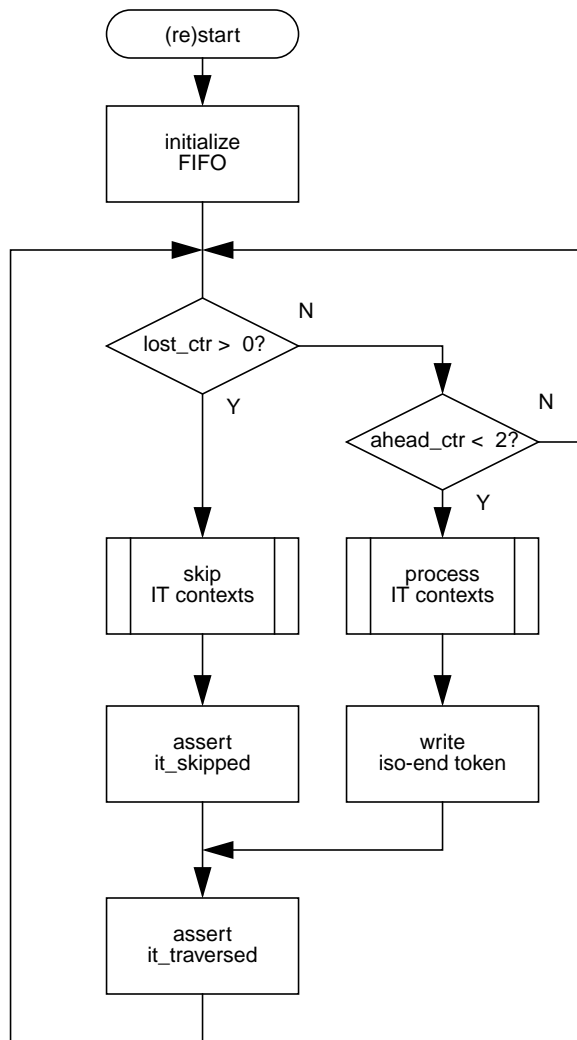 (re)start
initialize
FIFO
N
lost_ctr > 0?
Y
N
ahead_ctr < 2?
Y
skip
IT contexts
process
IT contexts
assert
it_skipped
write
iso-end token
assert
it_traversed